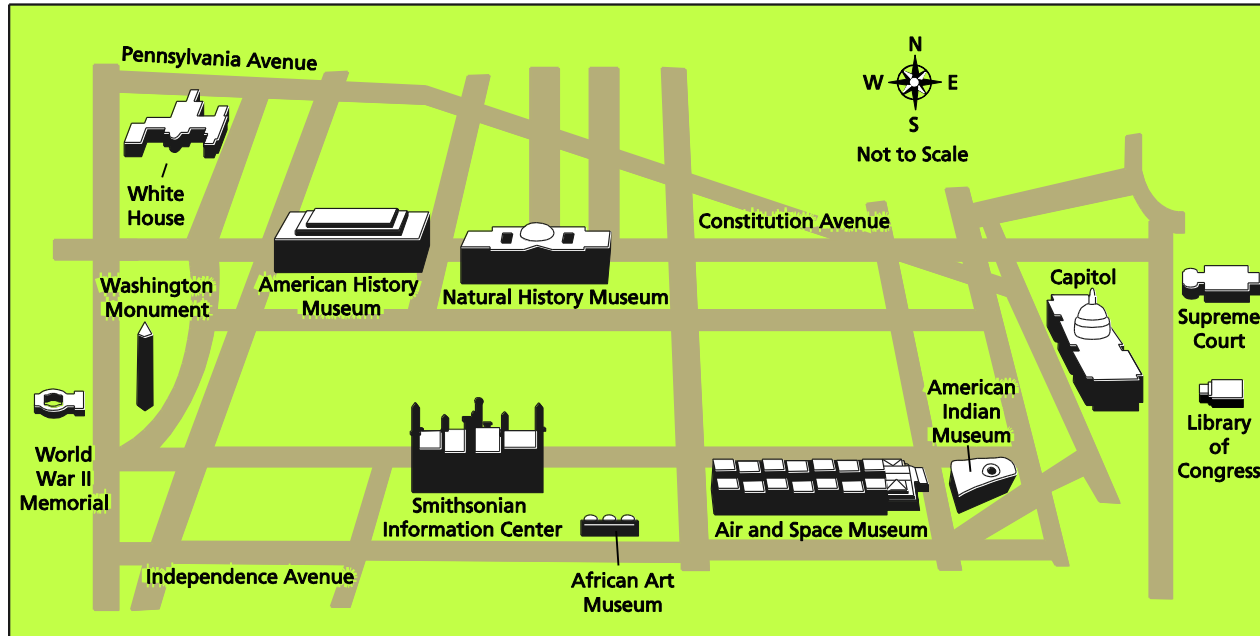 Pennsylvania Avenue
N
W
E
S
Not to Scale
White
House
Constitution Avenue
Washington
Monument
American History
Museum
Natural History Museum
Capitol
Supreme
Court
American
Indian
Museum
World
War II
Memorial
Library
of
Congress
Smithsonian
Information Center
Air and Space Museum
Independence Avenue
African Art
Museum